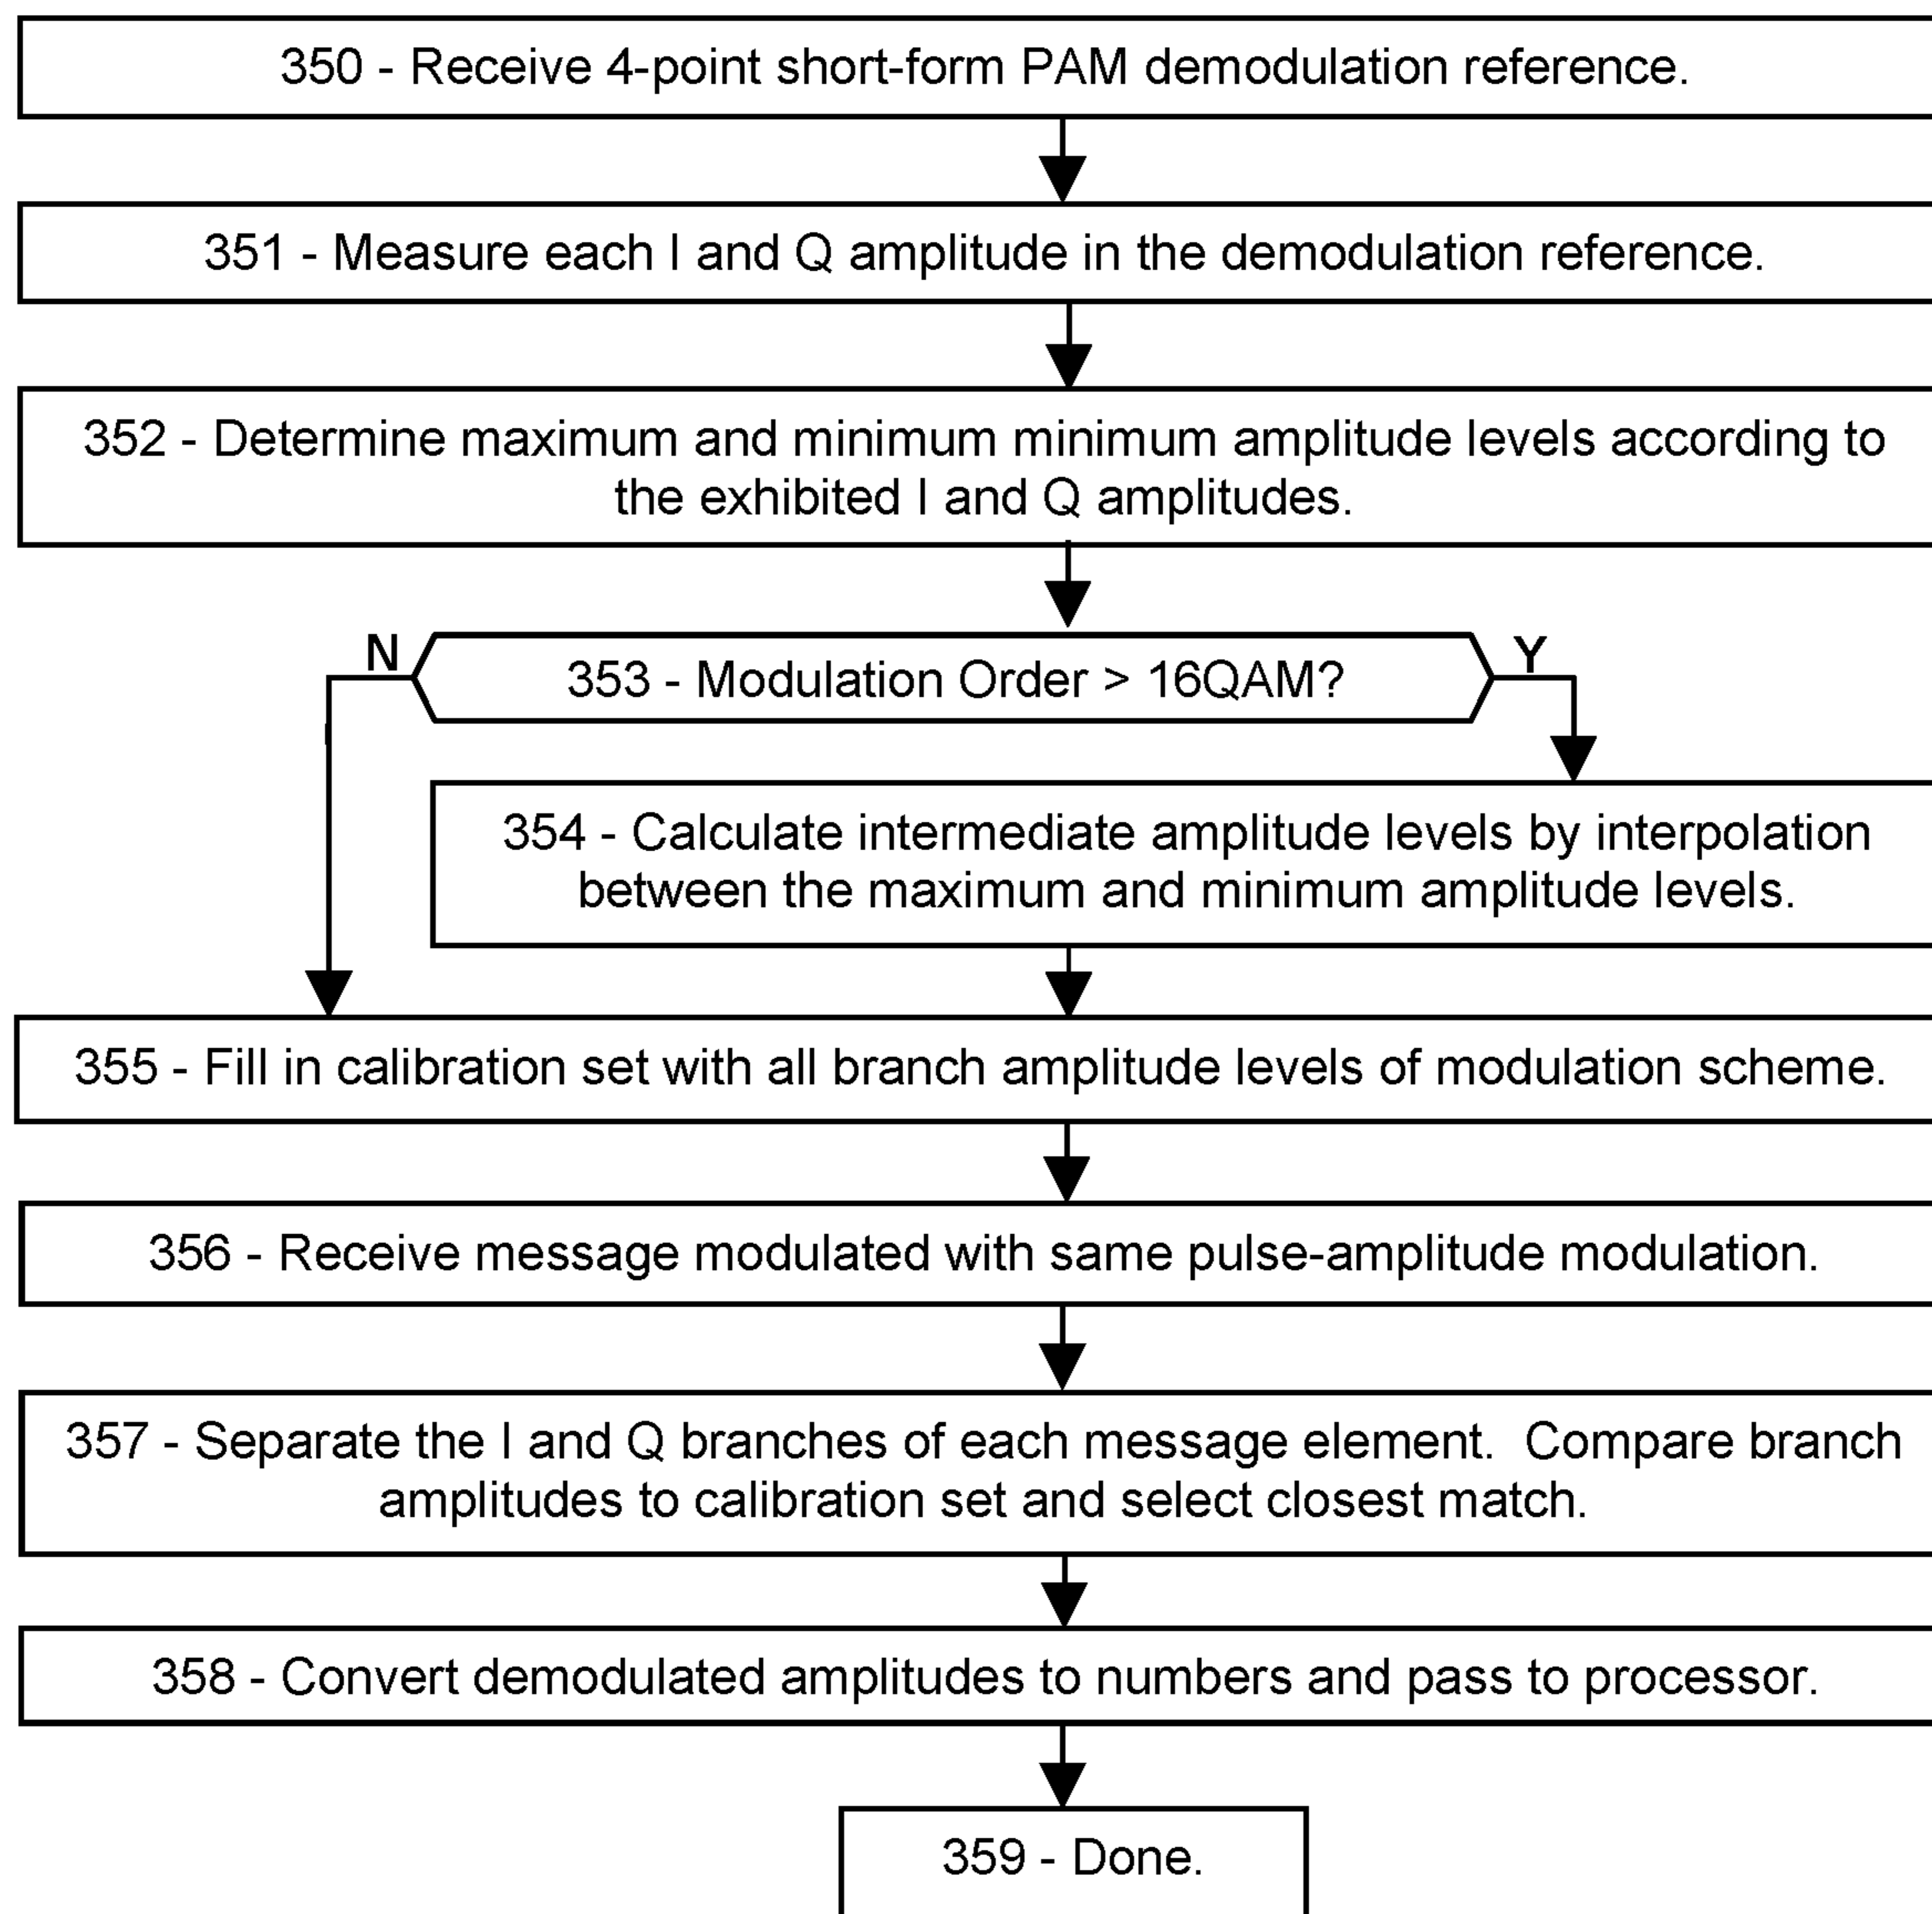 350 - Receive 4-point short-form PAM demodulation reference.
351 - Measure each I and Q amplitude in the demodulation reference.
352 - Determine maximum and minimum minimum amplitude levels according to
the exhibited I and Q amplitudes.
N
353 - Modulation Order > 16QAM?
Y
354 - Calculate intermediate amplitude levels by interpolation
between the maximum and minimum amplitude levels.
355 - Fill in calibration set with all branch amplitude levels of modulation scheme.
356 - Receive message modulated with same pulse-amplitude modulation.
357 - Separate the I and Q branches of each message element.  Compare branch
amplitudes to calibration set and select closest match.
358 - Convert demodulated amplitudes to numbers and pass to processor.
359 - Done.